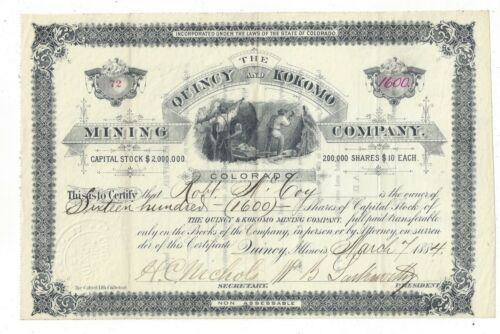 INCORPORATED UNDER THE LAWS OF THE STATE OF COLORADO.
72
THE
1600
QUINCY AND KOKOMO
MINING COMPANY.
CAPITAL STOCK $2,000,000
200,000 SHARES $10 EACH.
COLORADO
This is to Certify that Robt McCoy is the owner of
Sixteen hundred (1600) shares of Capital Stock of
THE QUINCY & KOKOMO MINING COMPANY, full paid transferable
only on the Books of the Company, in person or by Attorney, on surren-
der of this Certificate Quincy, Illinois, March 7 1884.
H. C. Nichols W. B.
SECRETARY. PRESIDENT
NON ASSESSABLE